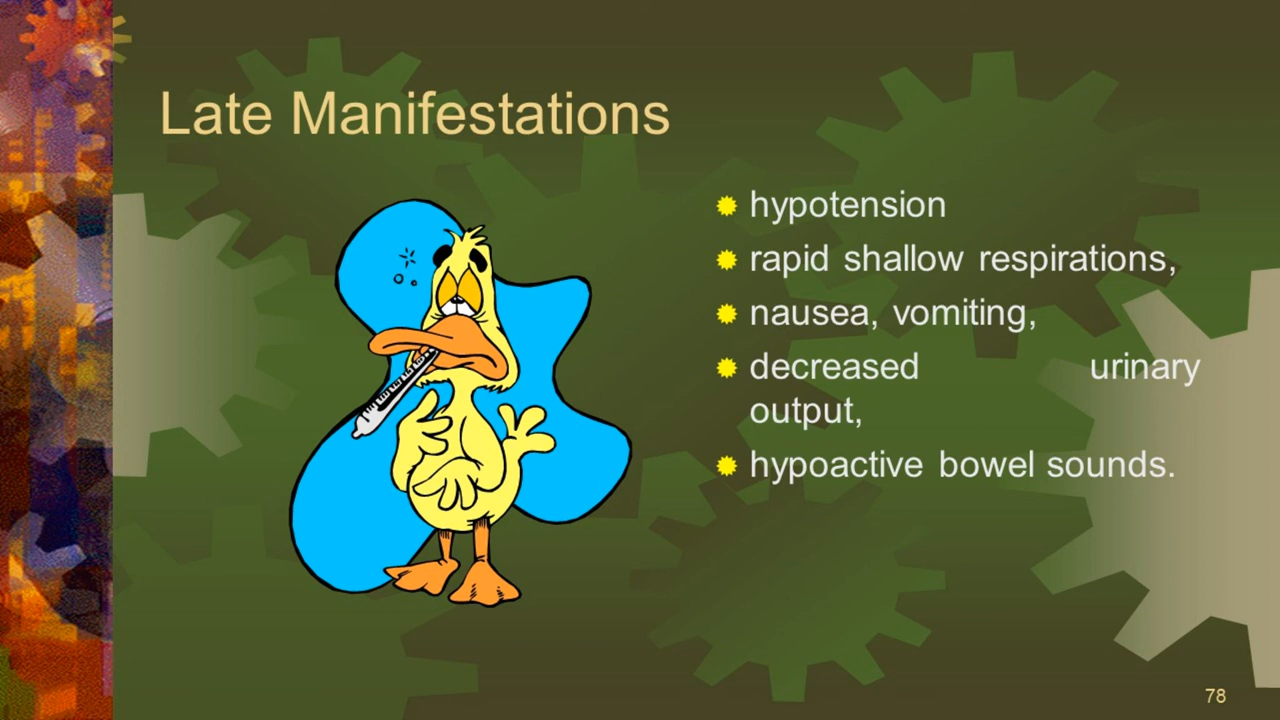 Late Manifestations
hypotension
rapid shallow respirations,
nausea, vomiting,
decreased urinary
output,
hypoactive bowel sounds.
78